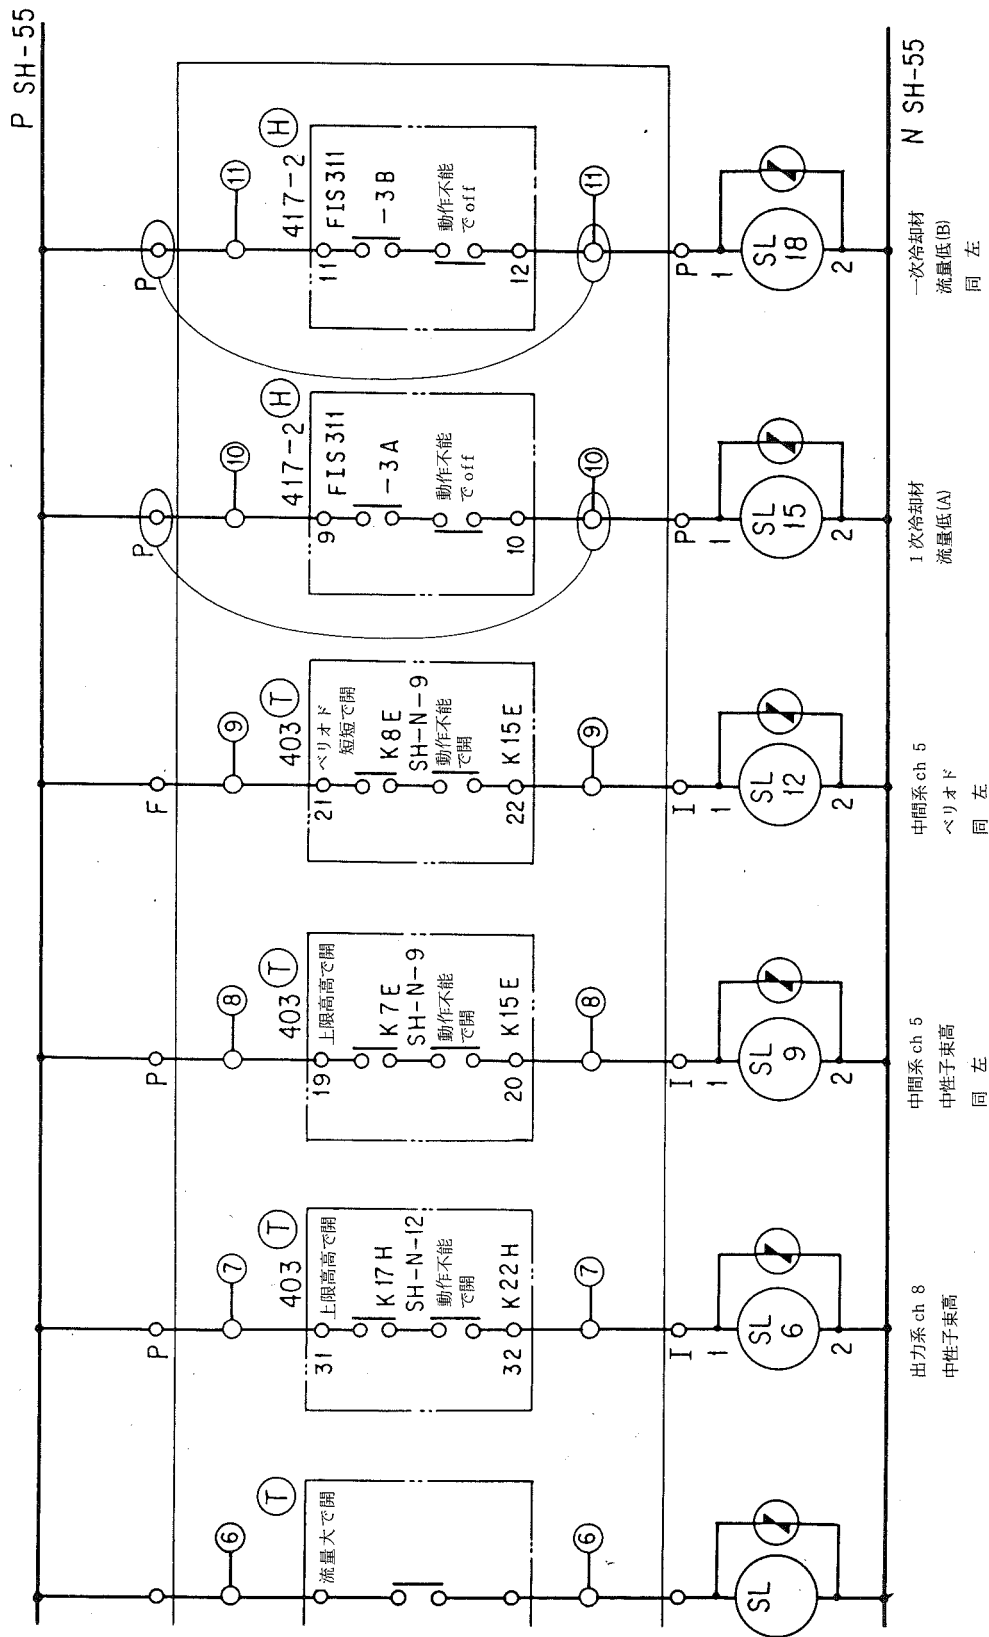 P SH-55
P
6
T
流量大で開
6
I
SL
P
7
403 T
31
上限高高で開
K17H
SH-N-12
動作不能
で開
32
K22H
7
I
1
SL
6
2
出力系 ch 8
中性子束高
P
8
403 T
19
上限高高で開
K7E
SH-N-9
動作不能
で開
20
K15E
8
I
1
SL
9
2
中間系 ch 5
中性子束高
同 左
F
9
403 T
21
ペリオド
短短で開
K8E
SH-N-9
動作不能
で開
22
K15E
9
I
1
SL
12
2
中間系 ch 5
ペリオド
同 左
P
10
417-2 H
9
FIS311
-3A
動作不能
でoff
10
10
P
1
SL
15
2
1次冷却材
流量低(A)
P
11
417-2 H
11
FIS311
-3B
動作不能
でoff
12
11
P
1
SL
18
2
一次冷却材
流量低(B)
同 左
N SH-55